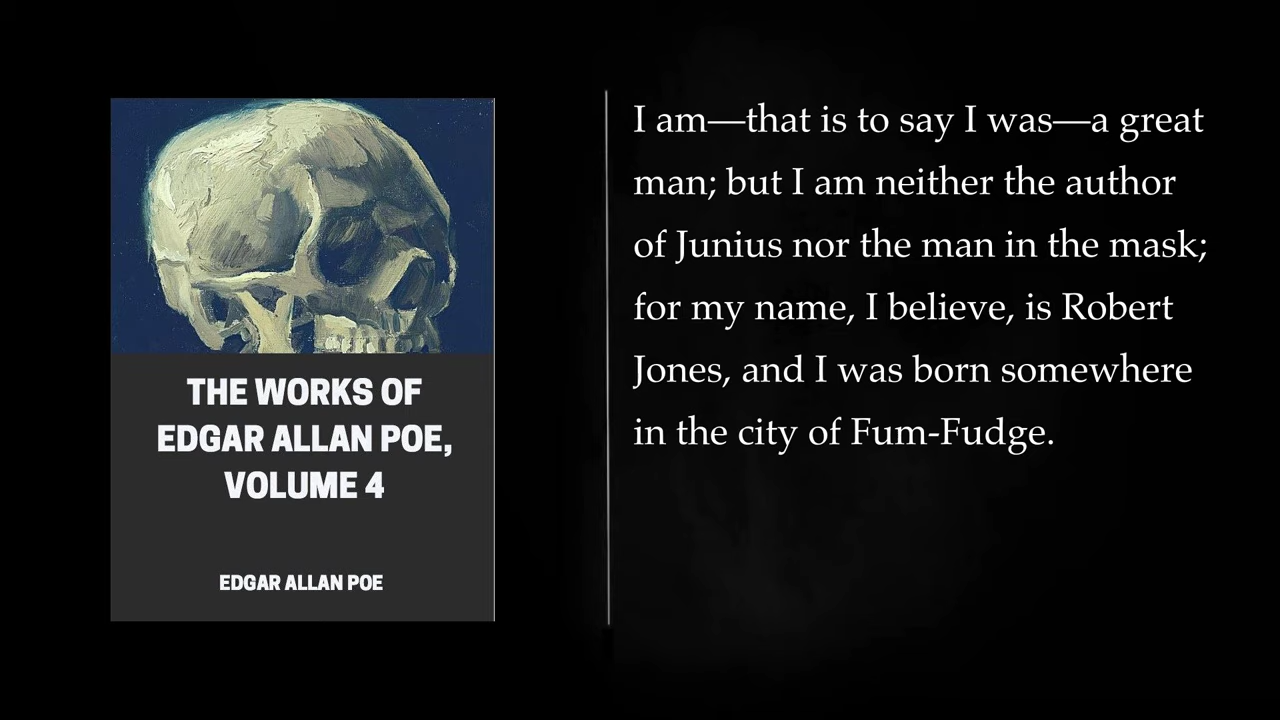 THE WORKS OF
EDGAR ALLAN POE,
VOLUME 4
EDGAR ALLAN POE
I am—that is to say I was—a great
man; but I am neither the author
of Junius nor the man in the mask;
for my name, I believe, is Robert
Jones, and I was born somewhere
in the city of Fum-Fudge.